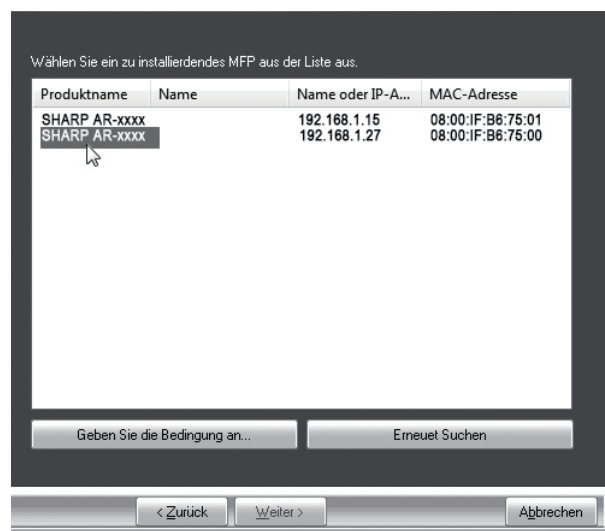 Wählen Sie ein zu installierdendes MFP aus der Liste aus.
Produktname Name Name oder IP-A... MAC-Adresse
SHARP AR-xxxx 192.168.1.15 08:00:IF:B6:75:01
SHARP AR-xxxx 192.168.1.27 08:00:IF:B6:75:00
Geben Sie die Bedingung an... Erneuet Suchen
< Zurück Weiter > Abbrechen